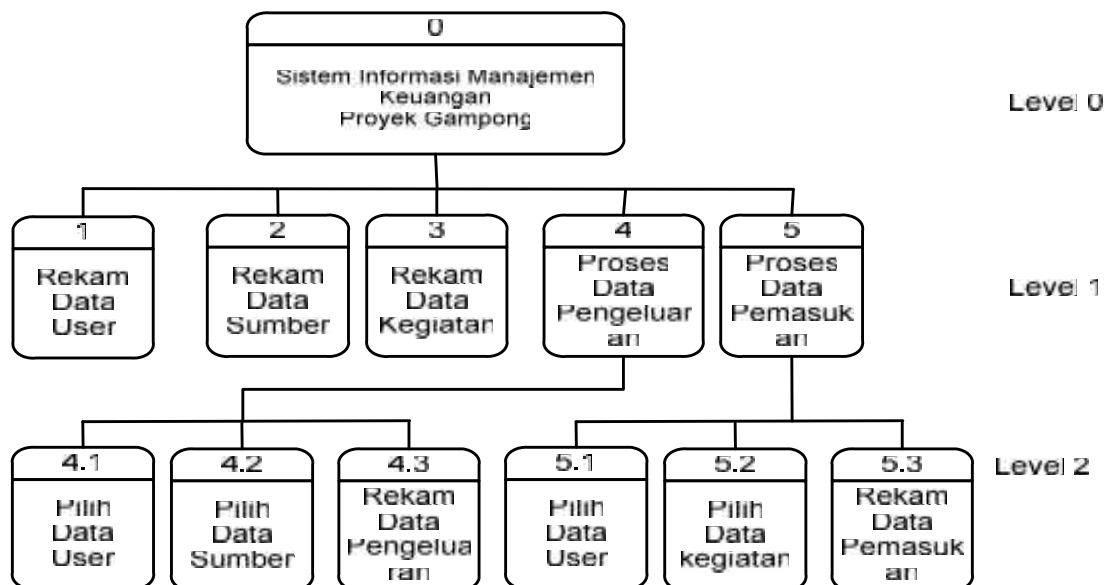 0
Sistem Informasi Manajemen
Keuangan
Proyek Gampong
Level 0
1
Rekam
Data
User
2
Rekam
Data
Sumber
3
Rekam
Data
Kegiatan
4
Proses
Data
Pengeluar
an
5
Proses
Data
Pemasuk
an
Level 1
4.1
Pilih
Data
User
4.2
Pilih
Data
Sumber
4.3
Rekam
Data
Pengelua
ran
5.1
Pilih
Data
User
5.2
Pilih
Data
kegiatan
5.3
Rekam
Data
Pemasuk
an
Level 2